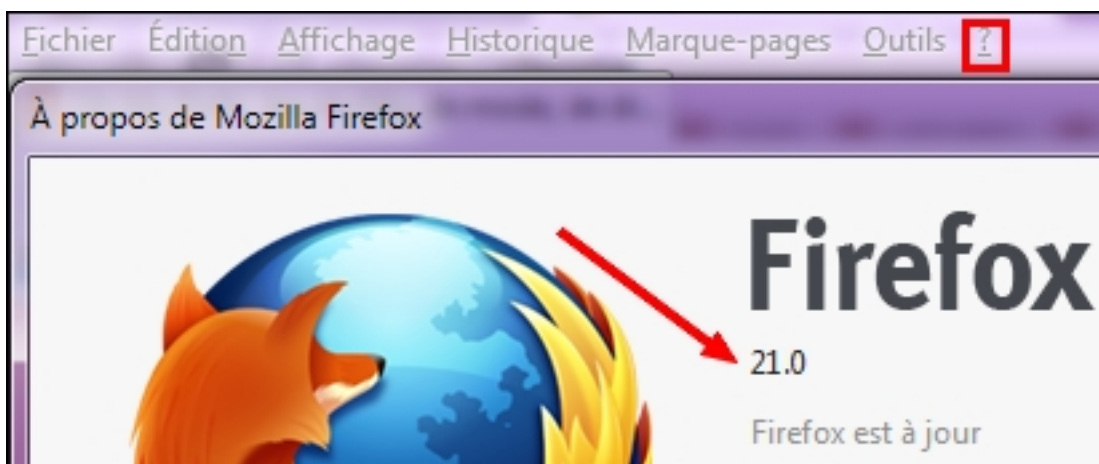 Fichier Édition Affichage Historique Marque-pages Outils ?
À propos de Mozilla Firefox
Firefox
21.0
Firefox est à jour